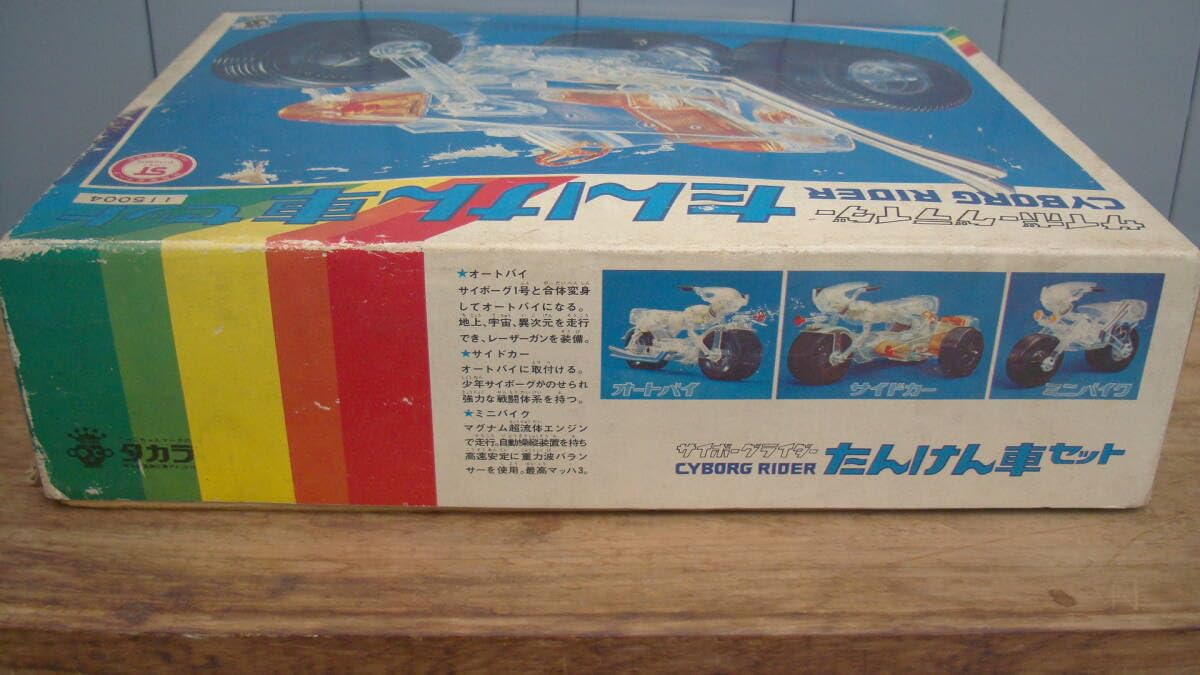 サイボーグライダー
CYBORG RIDER
たんけん車セット
115004
ST
★オートバイ
サイボーグ1号と合体変身
してオートバイになる。
地上、宇宙、異次元を走行
でき、レーザーガンを装備。
★サイドカー
オートバイに取付ける。
少年サイボーグがのせられ
強力な戦闘体系を持つ。
★ミニバイク
マグナム超流体エンジン
で走行。自動操縦装置を持ち
高速安定に重力波バラン
サーを使用。最高マッハ3。
オートバイ
サイドカー
ミニバイク
サイボーグライダー
CYBORG RIDER たんけん車セット
タカラ